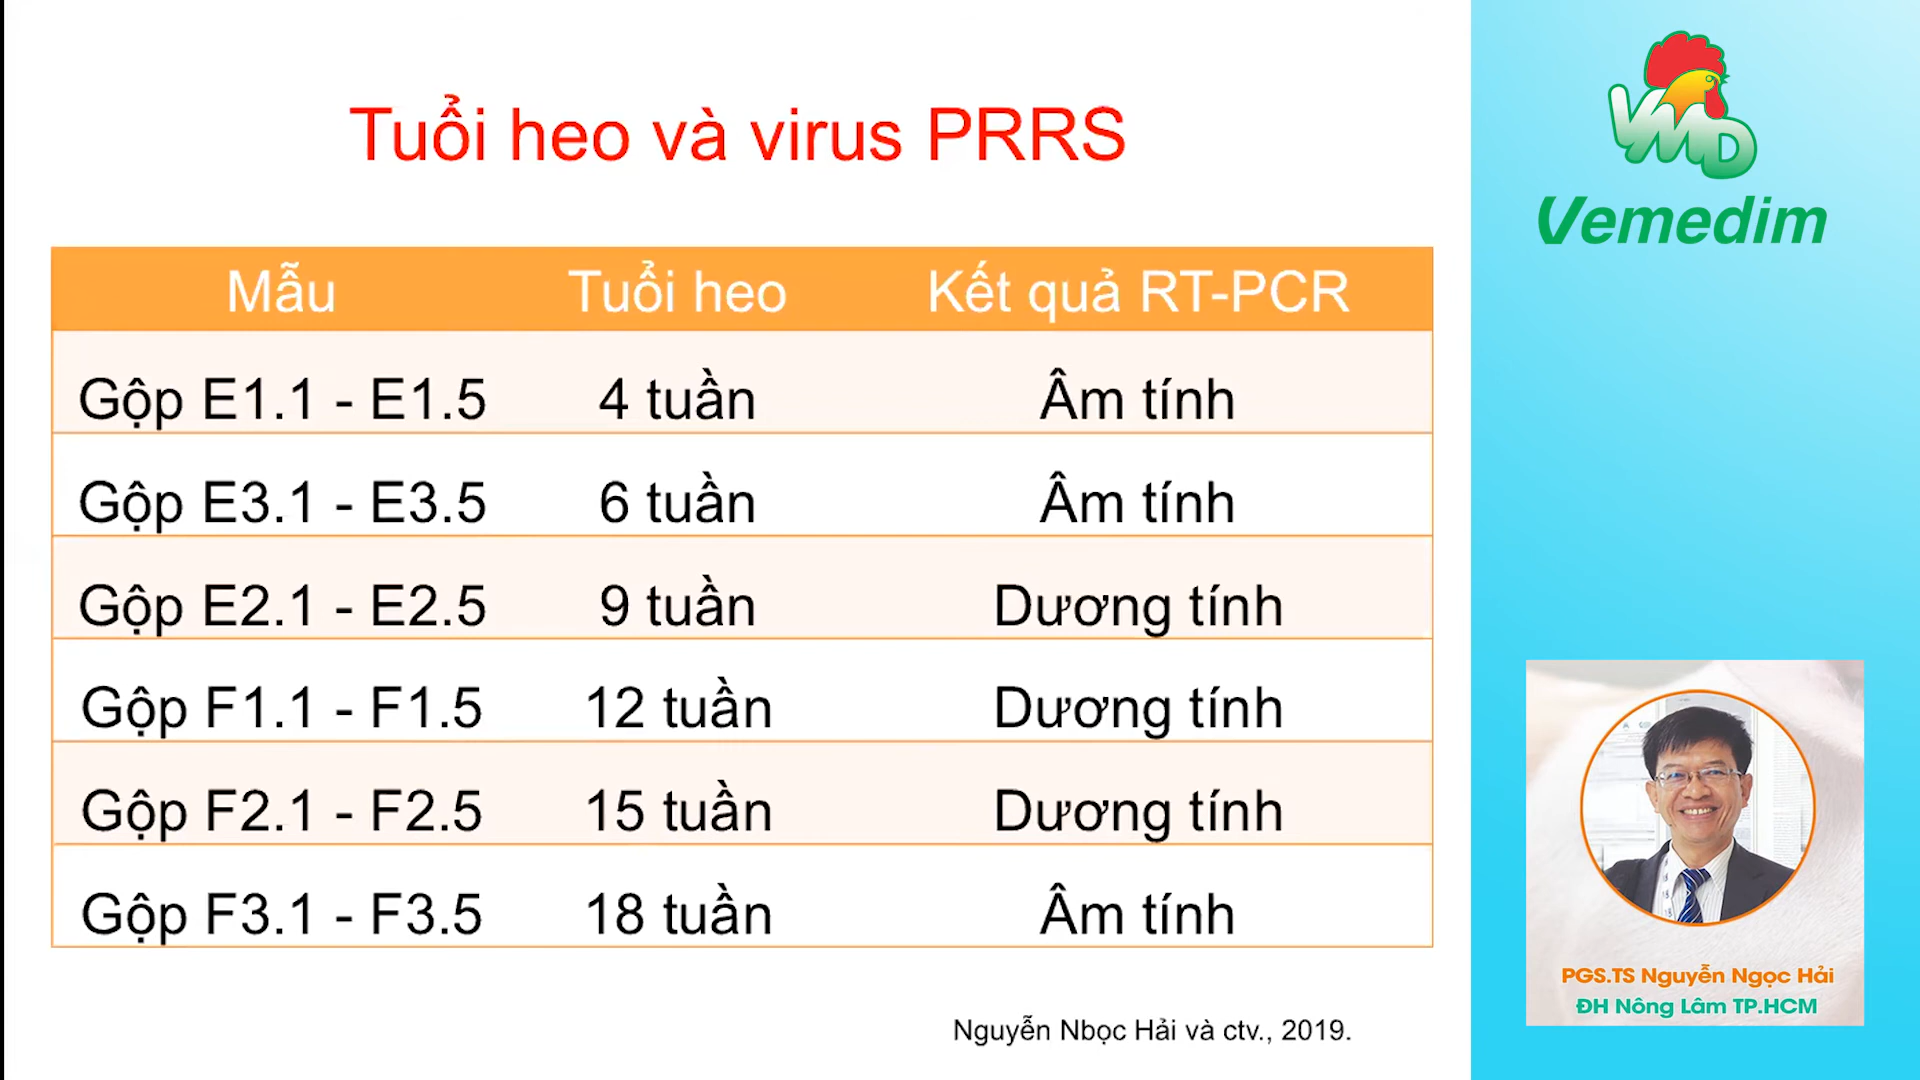 Tuổi heo và virus PRRS
Mẫu Tuổi heo Kết quả RT-PCR
Gộp E1.1 - E1.5 4 tuần Âm tính
Gộp E3.1 - E3.5 6 tuần Âm tính
Gộp E2.1 - E2.5 9 tuần Dương tính
Gộp F1.1 - F1.5 12 tuần Dương tính
Gộp F2.1 - F2.5 15 tuần Dương tính
Gộp F3.1 - F3.5 18 tuần Âm tính
Nguyễn Nbọc Hải và ctv., 2019.
VMD
Vemedim
PGS.TS Nguyễn Ngọc Hải
ĐH Nông Lâm TP.HCM